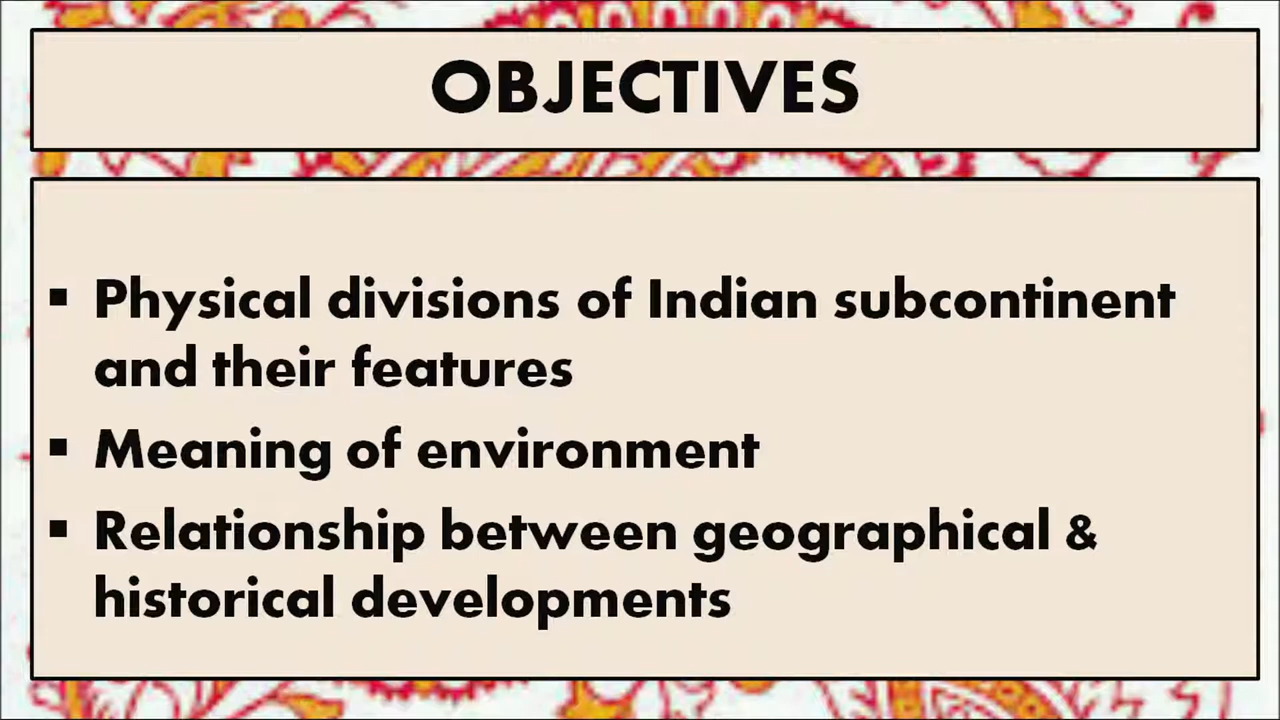 OBJECTIVES
▪ Physical divisions of Indian subcontinent
and their features
▪ Meaning of environment
▪ Relationship between geographical &
historical developments